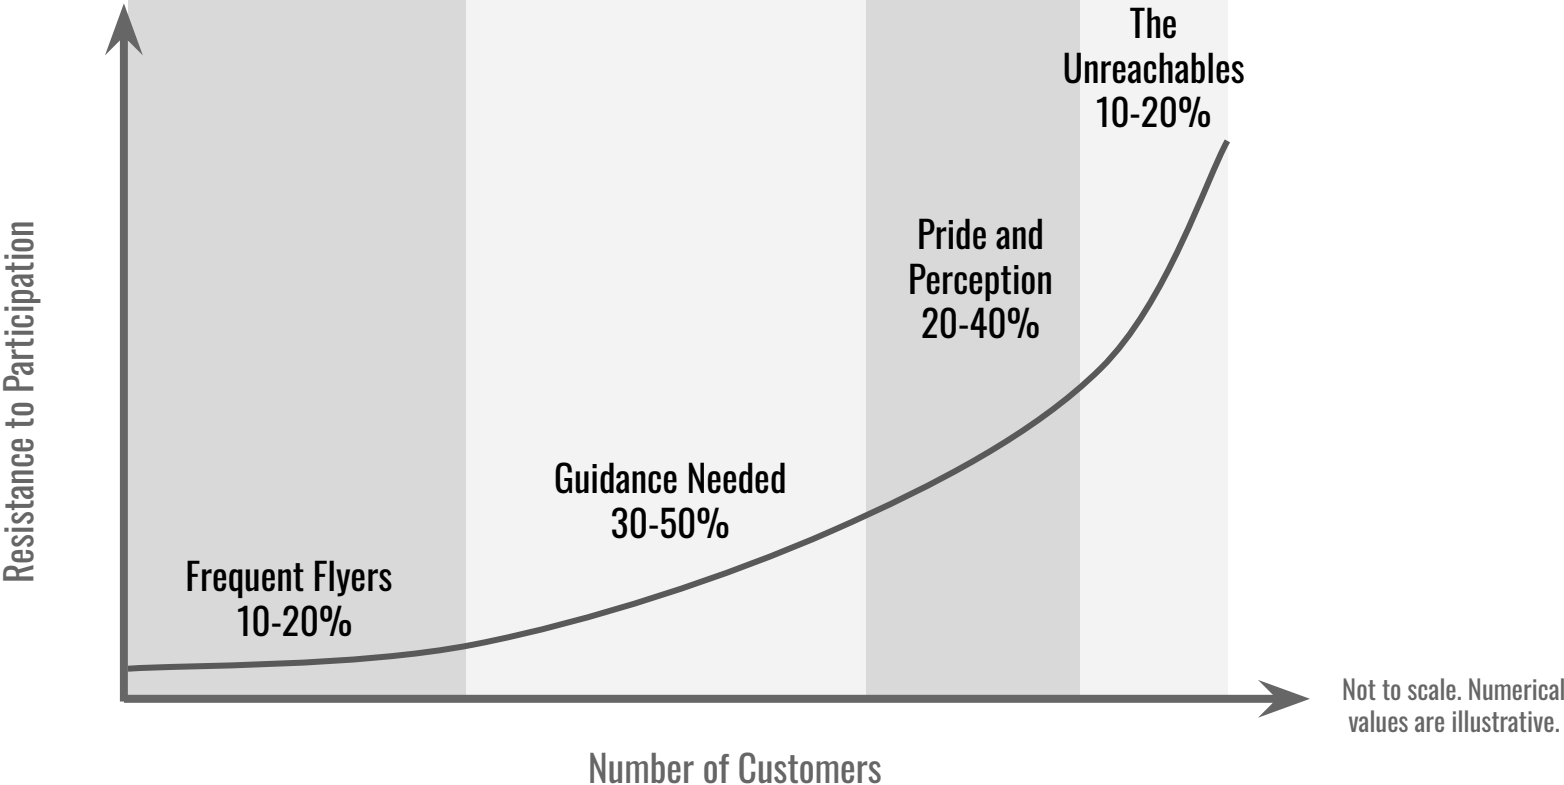 The
Unreachables
10-20%
Pride and
Perception
20-40%
Guidance Needed
30-50%
Frequent Flyers
10-20%
Resistance to Participation
Number of Customers
Not to scale. Numerical
values are illustrative.